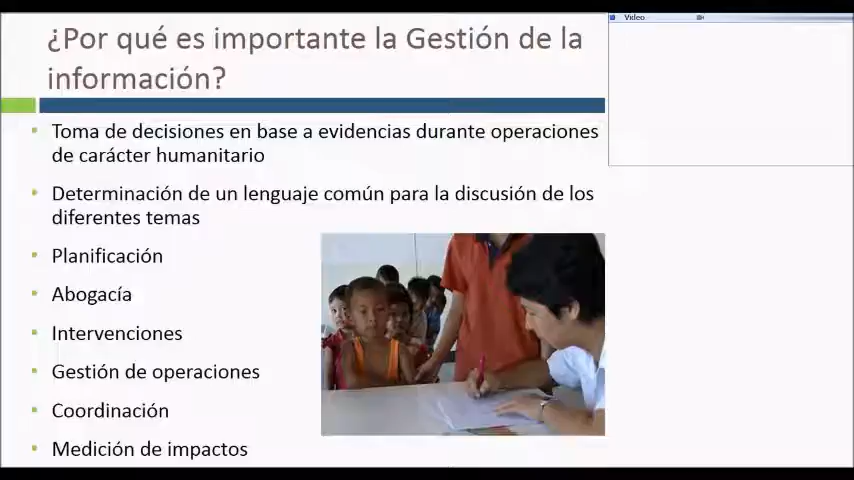 ¿Por qué es importante la Gestión de la
información?
Video
Toma de decisiones en base a evidencias durante operaciones
de carácter humanitario
Determinación de un lenguaje común para la discusión de los
diferentes temas
Planificación
Abogacía
Intervenciones
Gestión de operaciones
Coordinación
Medición de impactos